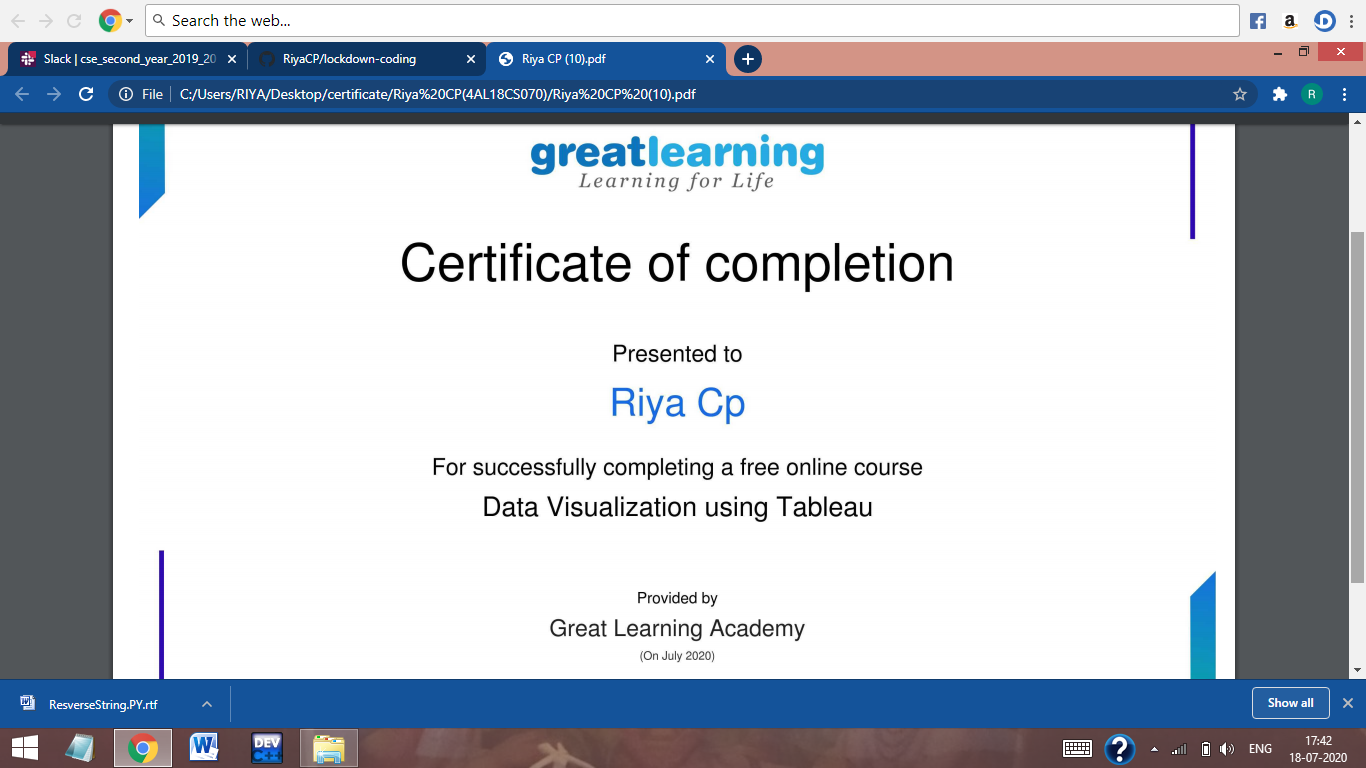 Search the web...
Slack | cse_second_year_2019_20
RiyaCP/lockdown-coding
Riya CP (10).pdf
File
C:/Users/RIYA/Desktop/certificate/Riya%20CP(4AL18CS070)/Riya%20CP%20(10).pdf
R
greatlearning
Learning for Life
Certificate of completion
Presented to
Riya Cp
For successfully completing a free online course
Data Visualization using Tableau
Provided by
Great Learning Academy
(On July 2020)
ResverseString.PY.rtf
Show all
DEV
C++
ENG
17:42
18-07-2020